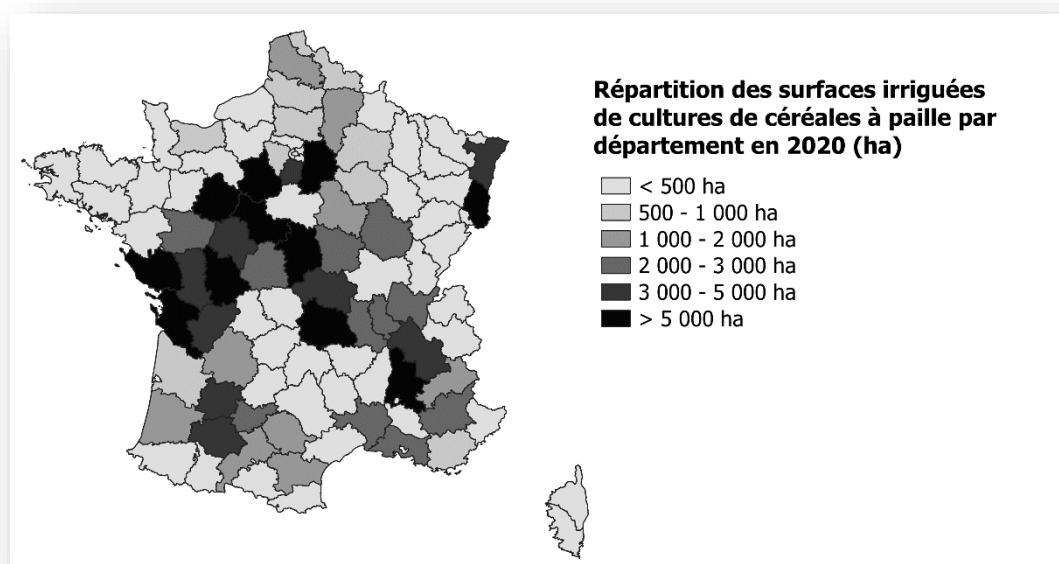 Répartition des surfaces irriguées
de cultures de céréales à paille par
département en 2020 (ha)
< 500 ha
500 - 1 000 ha
1 000 - 2 000 ha
2 000 - 3 000 ha
3 000 - 5 000 ha
> 5 000 ha